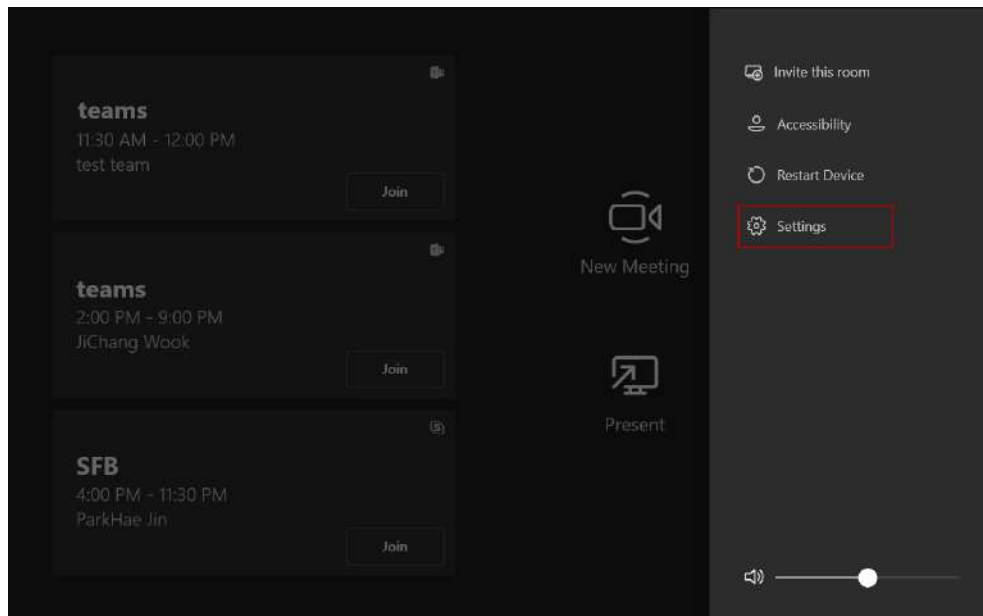 teams
11:30 AM - 12:00 PM
test team
Join
teams
2:00 PM - 9:00 PM
JiChang Wook
Join
SFB
4:00 PM - 11:30 PM
ParkHae Jin
Join
New Meeting
Present
Invite this room
Accessibility
Restart Device
Settings